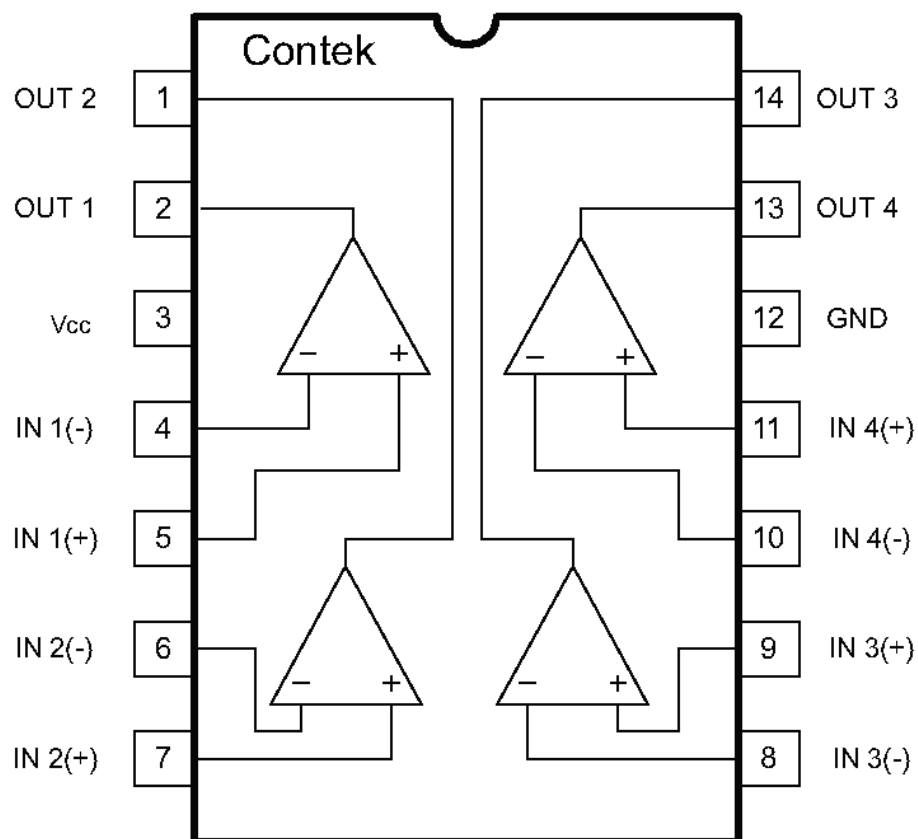 Contek
OUT 2 1 14 OUT 3
OUT 1 2 13 OUT 4
Vcc 3 12 GND
- + - +
IN 1(-) 4 11 IN 4(+)
IN 1(+) 5 10 IN 4(-)
IN 2(-) 6 9 IN 3(+)
- + - +
IN 2(+) 7 8 IN 3(-)